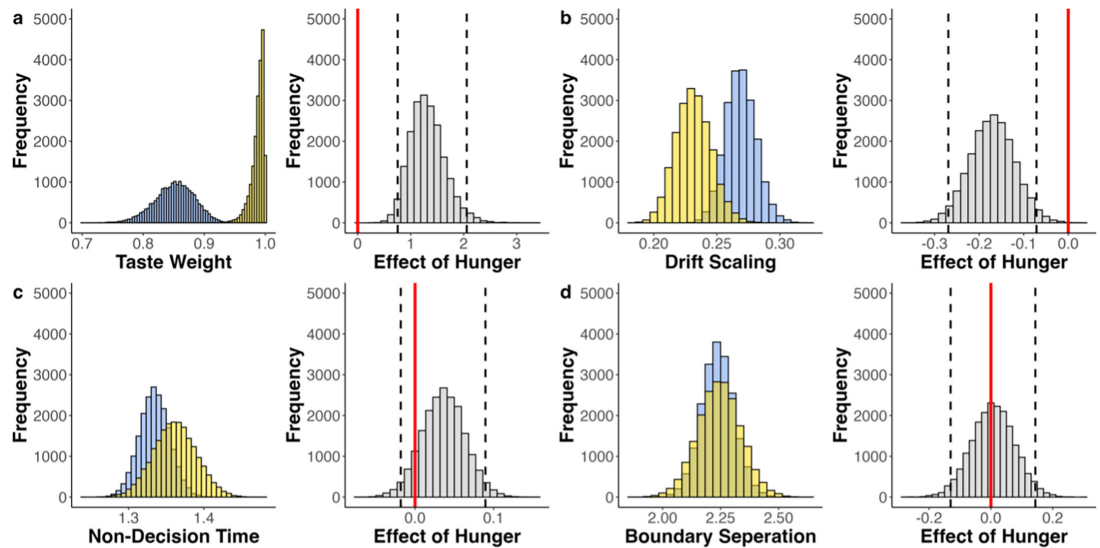 a
Frequency
5000
4000
3000
2000
1000
0
0.7 0.8 0.9 1.0
Taste Weight
Frequency
5000
4000
3000
2000
1000
0
0 1 2 3
Effect of Hunger
b
Frequency
5000
4000
3000
2000
1000
0
0.20 0.25 0.30
Drift Scaling
Frequency
5000
4000
3000
2000
1000
0
-0.3 -0.2 -0.1 0.0
Effect of Hunger
c
Frequency
5000
4000
3000
2000
1000
0
1.3 1.4
Non-Decision Time
Frequency
5000
4000
3000
2000
1000
0
0.0 0.1
Effect of Hunger
d
Frequency
5000
4000
3000
2000
1000
0
2.00 2.25 2.50
Boundary Seperation
Frequency
5000
4000
3000
2000
1000
0
-0.2 0.0 0.2
Effect of Hunger